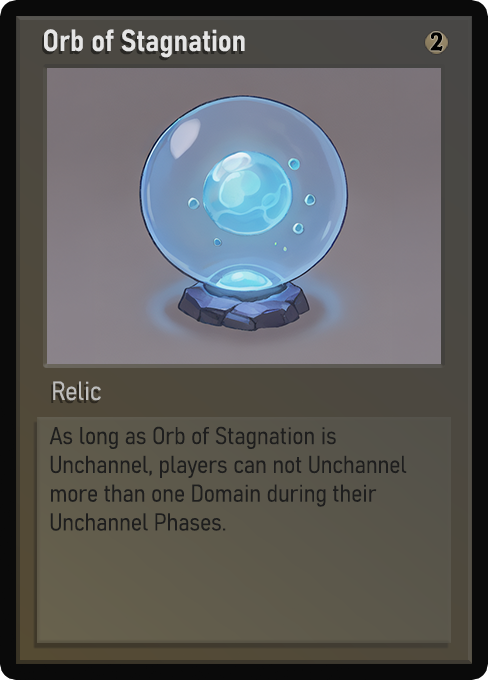 Orb of Stagnation
2
Relic
As long as Orb of Stagnation is
Unchannel, players can not Unchannel
more than one Domain during their
Unchannel Phases.